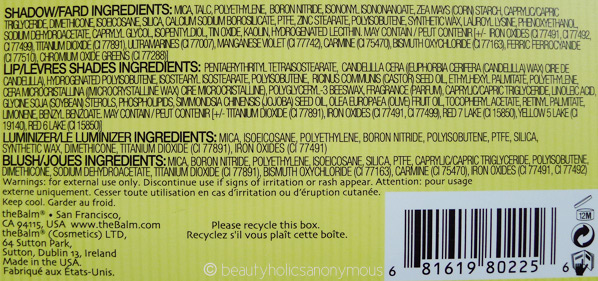 SHADOW/FARD INGREDIENTS: MICA, TALC, POLYETHYLENE, BORON NITRIDE, ISONONYL ISONONANOATE, ZEA MAYS (CORN) STARCH, CAPRYLIC/CAPRIC
TRIGLYCERIDE, DIMETHICONE, ISOEICOSANE, SILICA, CALCIUM SODIUM BOROSILICATE, PTFE, ZINC STEARATE, POLYISOBUTENE, SYNTHETIC WAX, LAUROYL LYSINE, PHENOXYETHANOL,
SODIUM DEHYDROACETATE, CAPRYLYL GLYCOL, ISOPENTYLDIOL, TIN OXIDE, KAOLIN, HYDROGENATED LECITHIN. MAY CONTAIN / PEUT CONTENIR [+/- IRON OXIDES (CI 77491, CI 77492,
CI 77499, TITANIUM DIOXIDE (CI 77891), ULTRAMARINES (CI 77007), MANGANESE VIOLET (CI 77742), CARMINE (CI 75470), BISMUTH OXYCHLORIDE (CI 77163), FERRIC FERROCYANIDE
(CI 77510), CHROMIUM OXIDE GREENS (CI 77288)]
LIP/LÈVRES SHADES INGREDIENTS: PENTAERYTHRITYL TETRAISOSTEARATE, CANDELILLA CERA (EUPHORBIA CERIFERA (CANDELILLA) WAX) CIRE DE
CANDELILLA), HYDROGENATED POLYISOBUTENE, ISOSTEARYL ISOSTEARATE, POLYBUTENE, RICINUS COMMUNIS (CASTOR) SEED OIL, ETHYLHEXYL PALMITATE, POLYETHYLENE,
CERA MICROCRISTALLINA (MICROCRYSTALLINE WAX) CIRE MICROCRISTALLINE), POLYGLYCERYL-3 BEESWAX, FRAGRANCE (PARFUM), CAPRYLIC/CAPRIC TRIGLYCERIDE, LINOLEIC ACID,
GLYCINE SOJA (SOYBEAN) STEROLS, PHOSPHOLIPIDS, SIMMONDSIA CHINENSIS (JOJOBA) SEED OIL, OLEA EUROPAEA (OLIVE) FRUIT OIL, TOCOPHERYL ACETATE, RETINYL PALMITATE,
LIMONENE, BENZYL BENZOATE. MAY CONTAIN / PEUT CONTENIR [+/- TITANIUM DIOXIDE (CI 77891), IRON OXIDES (CI 77491, CI 77499), RED 7 LAKE (CI 15850), YELLOW 5 LAKE (CI
19140), RED 6 LAKE (CI 15850)]
LUMINIZER/LE LUMINIZER INGREDIENTS: MICA, ISOEICOSANE, POLYETHYLENE, BORON NITRIDE, POLYISOBUTENE, PTFE, SILICA,
SYNTHETIC WAX, DIMETHICONE, TITANIUM DIOXIDE (CI 77891), IRON OXIDES (CI 77491)
BLUSH/JOUES INGREDIENTS: MICA, BORON NITRIDE, POLYETHYLENE, ISOEICOSANE, SILICA, PTFE, CAPRYLIC/CAPRIC TRIGLYCERIDE, POLYISOBUTENE,
DIMETHICONE, SODIUM DEHYDROACETATE, TITANIUM DIOXIDE (CI 77891), BISMUTH OXYCHLORIDE (CI 77163), CARMINE (CI 75470), IRON OXIDES (CI 77491, CI 77492)
Warnings: for external use only. Discontinue use if signs of irritation or rash appear. Attention: pour usage
externe uniquement. Cesser toute utilisation en cas d'irritation ou d'éruption cutanée.
Keep cool. Garder au froid.
theBalm® • San Francisco,
CA 94115, USA www.theBalm.com
theBalm® (Cosmetics) LTD,
64 Sutton Park,
Sutton, Dublin 13, Ireland
Made in the USA.
Fabriqué aux États-Unis.
Please recycle this box.
Recyclez s'il vous plaît cette boîte.
12M
6 81619 80225 6
© beautyholicsanonymous